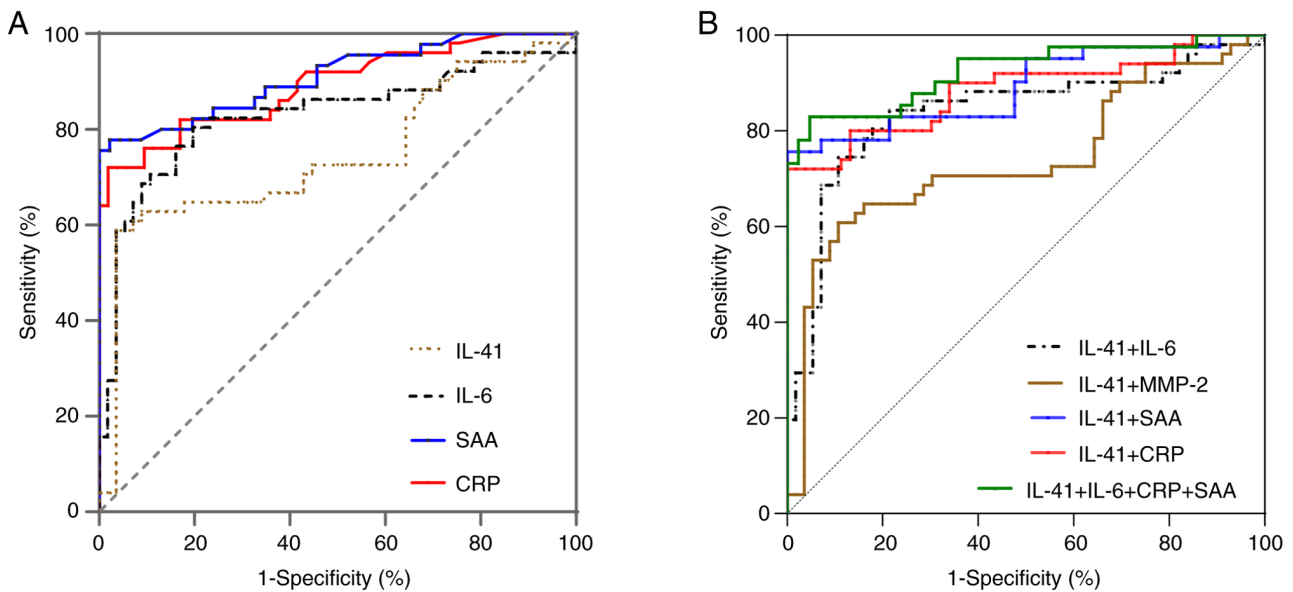 A
100
80
60
40
20
0
Sensitivity (%)
IL-41
IL-6
SAA
CRP
0 20 40 60 80 100
1-Specificity (%)
B
100
80
60
40
20
0
Sensitivity (%)
IL-41+IL-6
IL-41+MMP-2
IL-41+SAA
IL-41+CRP
IL-41+IL-6+CRP+SAA
0 20 40 60 80 100
1-Specificity (%)